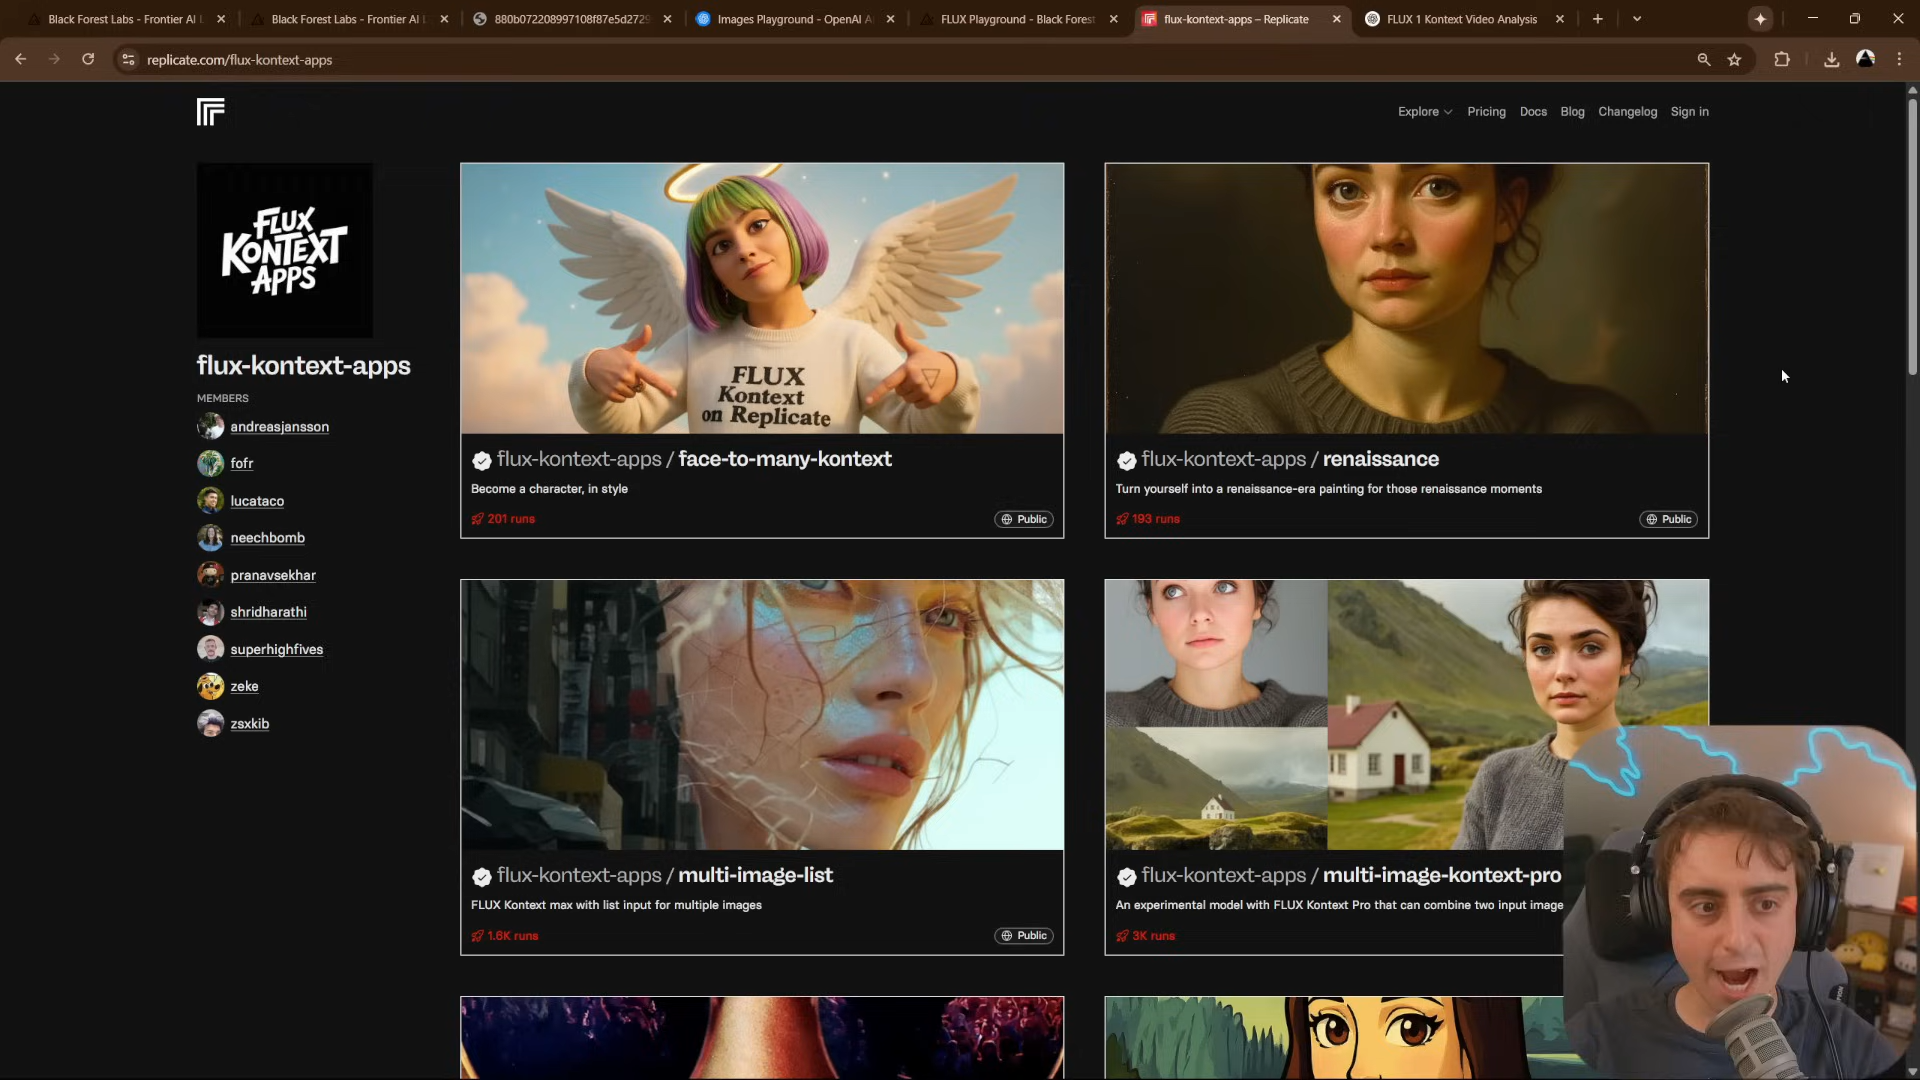 Black Forest Labs - Frontier AI L
Black Forest Labs - Frontier AI L
880b072208997108f87e5d2729
Images Playground - OpenAI A
FLUX Playground - Black Forest
flux-kontext-apps – Replicate
FLUX 1 Kontext Video Analysis
replicate.com/flux-kontext-apps
Explore
Pricing
Docs
Blog
Changelog
Sign in
FLUX
KONTEXT
APPS
flux-kontext-apps
MEMBERS
andreasjansson
fofr
lucataco
neechbomb
pranavsekhar
shridharathi
superhighfives
zeke
zsxkib
FLUX
Kontext
on Replicate
flux-kontext-apps / face-to-many-kontext
Become a character, in style
201 runs
Public
flux-kontext-apps / renaissance
Turn yourself into a renaissance-era painting for those renaissance moments
193 runs
Public
flux-kontext-apps / multi-image-list
FLUX Kontext max with list input for multiple images
1.6K runs
Public
flux-kontext-apps / multi-image-kontext-pro
An experimental model with FLUX Kontext Pro that can combine two input image
3K runs